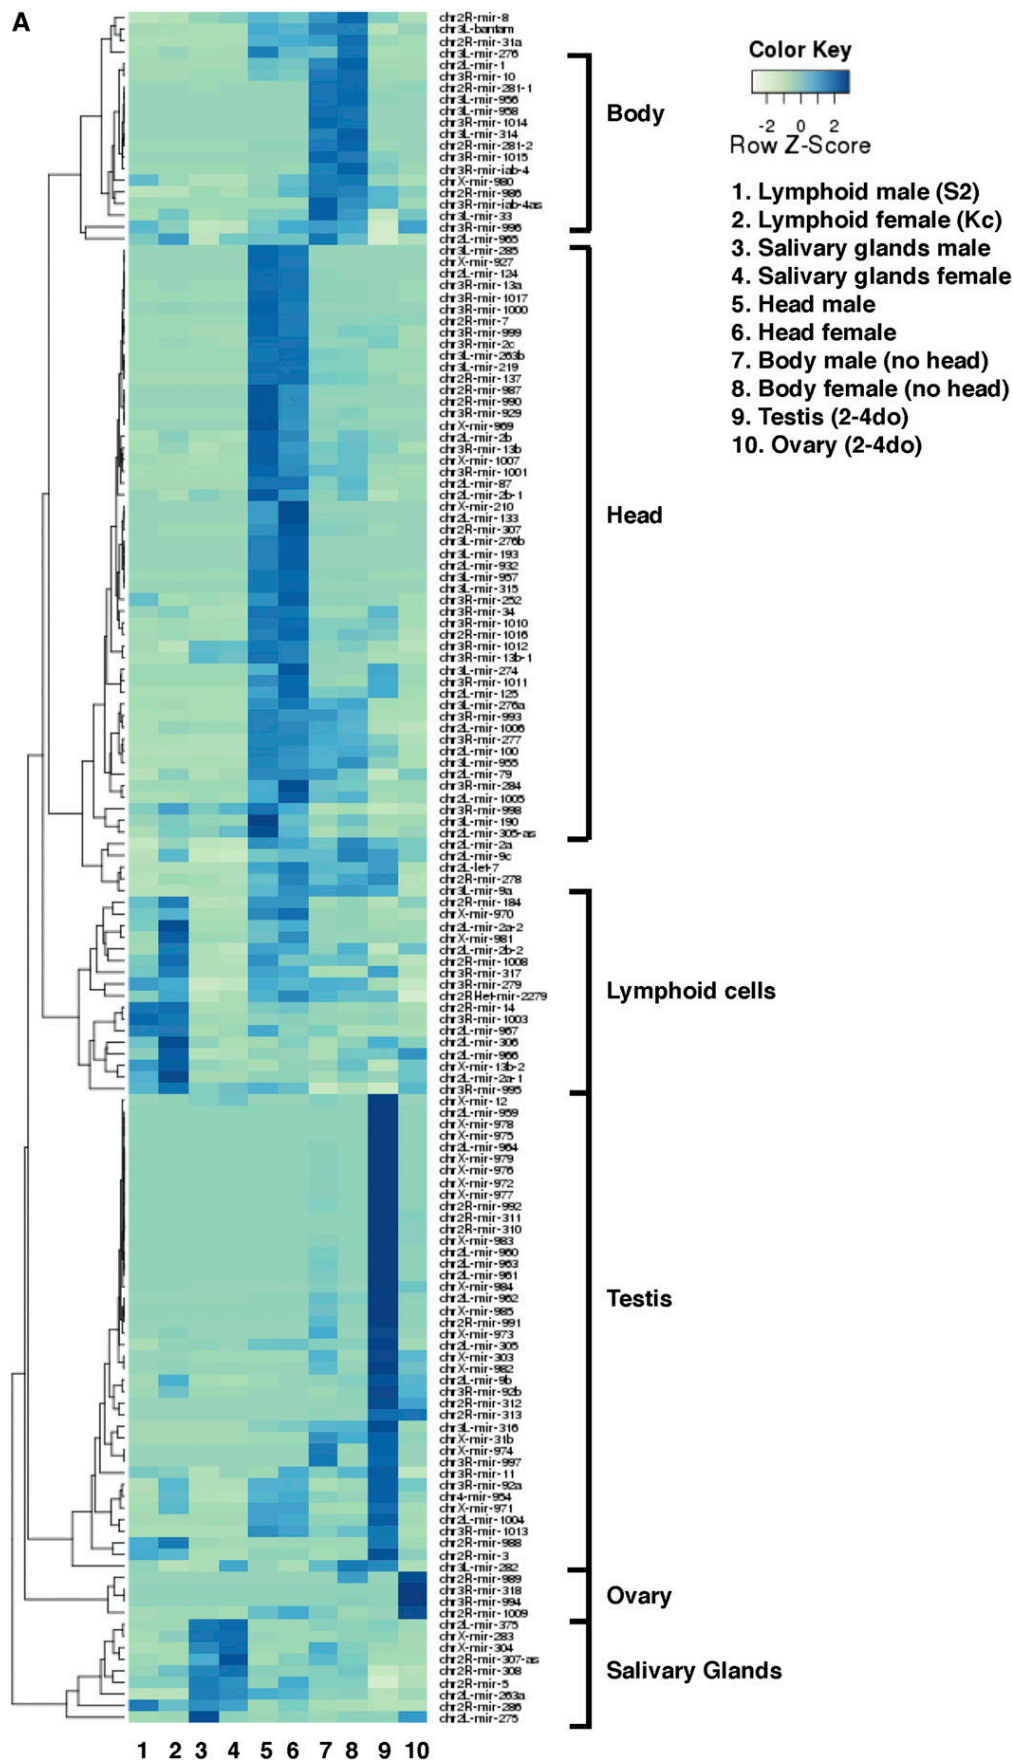 A
chr2R-mir-8
chr3L-bantam
chr2R-mir-31a
chr3L-mir-276
chr2L-mir-1
chr3R-mir-10
chr2R-mir-281-1
chr3L-mir-956
chr3L-mir-958
chr3R-mir-1014
chr3L-mir-314
chr2R-mir-281-2
chr3R-mir-1015
chr3R-mir-iab-4
chrX-mir-980
chr2R-mir-986
chr3R-mir-iab-4as
chr3L-mir-33
chr3R-mir-996
chr2L-mir-965
chr3L-mir-285
chrX-mir-927
chr2L-mir-124
chr3R-mir-13a
chr3R-mir-1017
chr3R-mir-1000
chr2R-mir-7
chr3R-mir-999
chr3R-mir-2c
chr3L-mir-263b
chr3L-mir-219
chr2R-mir-137
chr2R-mir-987
chr2R-mir-990
chr3R-mir-929
chrX-mir-969
chr2L-mir-2b
chr3R-mir-13b
chrX-mir-1007
chr3R-mir-1001
chr2L-mir-87
chr2L-mir-2b-1
chrX-mir-210
chr2L-mir-133
chr2R-mir-307
chr3L-mir-276b
chr3L-mir-193
chr2L-mir-932
chr3L-mir-957
chr3L-mir-315
chr3R-mir-252
chr3R-mir-34
chr3R-mir-1010
chr2R-mir-1016
chr3R-mir-1012
chr3R-mir-13b-1
chr3L-mir-274
chr3R-mir-1011
chr2L-mir-125
chr3L-mir-276a
chr3R-mir-993
chr2L-mir-1006
chr3R-mir-277
chr2L-mir-100
chr3L-mir-955
chr2L-mir-79
chr3R-mir-284
chr2L-mir-1005
chr3R-mir-998
chr3L-mir-190
chr2L-mir-305-as
chr2L-mir-2a
chr2L-mir-9c
chr2L-let-7
chr2R-mir-278
chr3L-mir-9a
chr2R-mir-184
chrX-mir-970
chr2L-mir-2a-2
chrX-mir-981
chr2L-mir-2b-2
chr2R-mir-1008
chr3R-mir-317
chr3R-mir-279
chr2RHet-mir-2279
chr2R-mir-14
chr3R-mir-1003
chr2L-mir-967
chr2L-mir-306
chr2L-mir-966
chrX-mir-13b-2
chr2L-mir-2a-1
chr3R-mir-995
chrX-mir-12
chr2L-mir-959
chrX-mir-978
chrX-mir-975
chr2L-mir-964
chrX-mir-979
chrX-mir-976
chrX-mir-972
chrX-mir-977
chr2R-mir-992
chr2R-mir-311
chr2R-mir-310
chrX-mir-983
chr2L-mir-960
chr2L-mir-963
chr2L-mir-961
chrX-mir-984
chr2L-mir-962
chrX-mir-985
chr2R-mir-991
chrX-mir-973
chr2L-mir-305
chrX-mir-303
chrX-mir-982
chr2L-mir-9b
chr3R-mir-92b
chr2R-mir-312
chr2R-mir-313
chr3L-mir-316
chrX-mir-31b
chrX-mir-974
chr3R-mir-997
chr3R-mir-11
chr3R-mir-92a
chr4-mir-954
chrX-mir-971
chr2L-mir-1004
chr3R-mir-1013
chr2R-mir-988
chr2R-mir-3
chr3L-mir-282
chr2R-mir-989
chr3R-mir-318
chr3R-mir-994
chr2R-mir-1009
chr2L-mir-375
chrX-mir-283
chrX-mir-304
chr2R-mir-307-as
chr2R-mir-308
chr2R-mir-5
chr2L-mir-263a
chr2R-mir-286
chr2L-mir-275
Body
Head
Lymphoid cells
Testis
Ovary
Salivary Glands
Color Key
-2 0 2
Row Z-Score
1. Lymphoid male (S2)
2. Lymphoid female (Kc)
3. Salivary glands male
4. Salivary glands female
5. Head male
6. Head female
7. Body male (no head)
8. Body female (no head)
9. Testis (2-4do)
10. Ovary (2-4do)
1 2 3 4 5 6 7 8 9 10